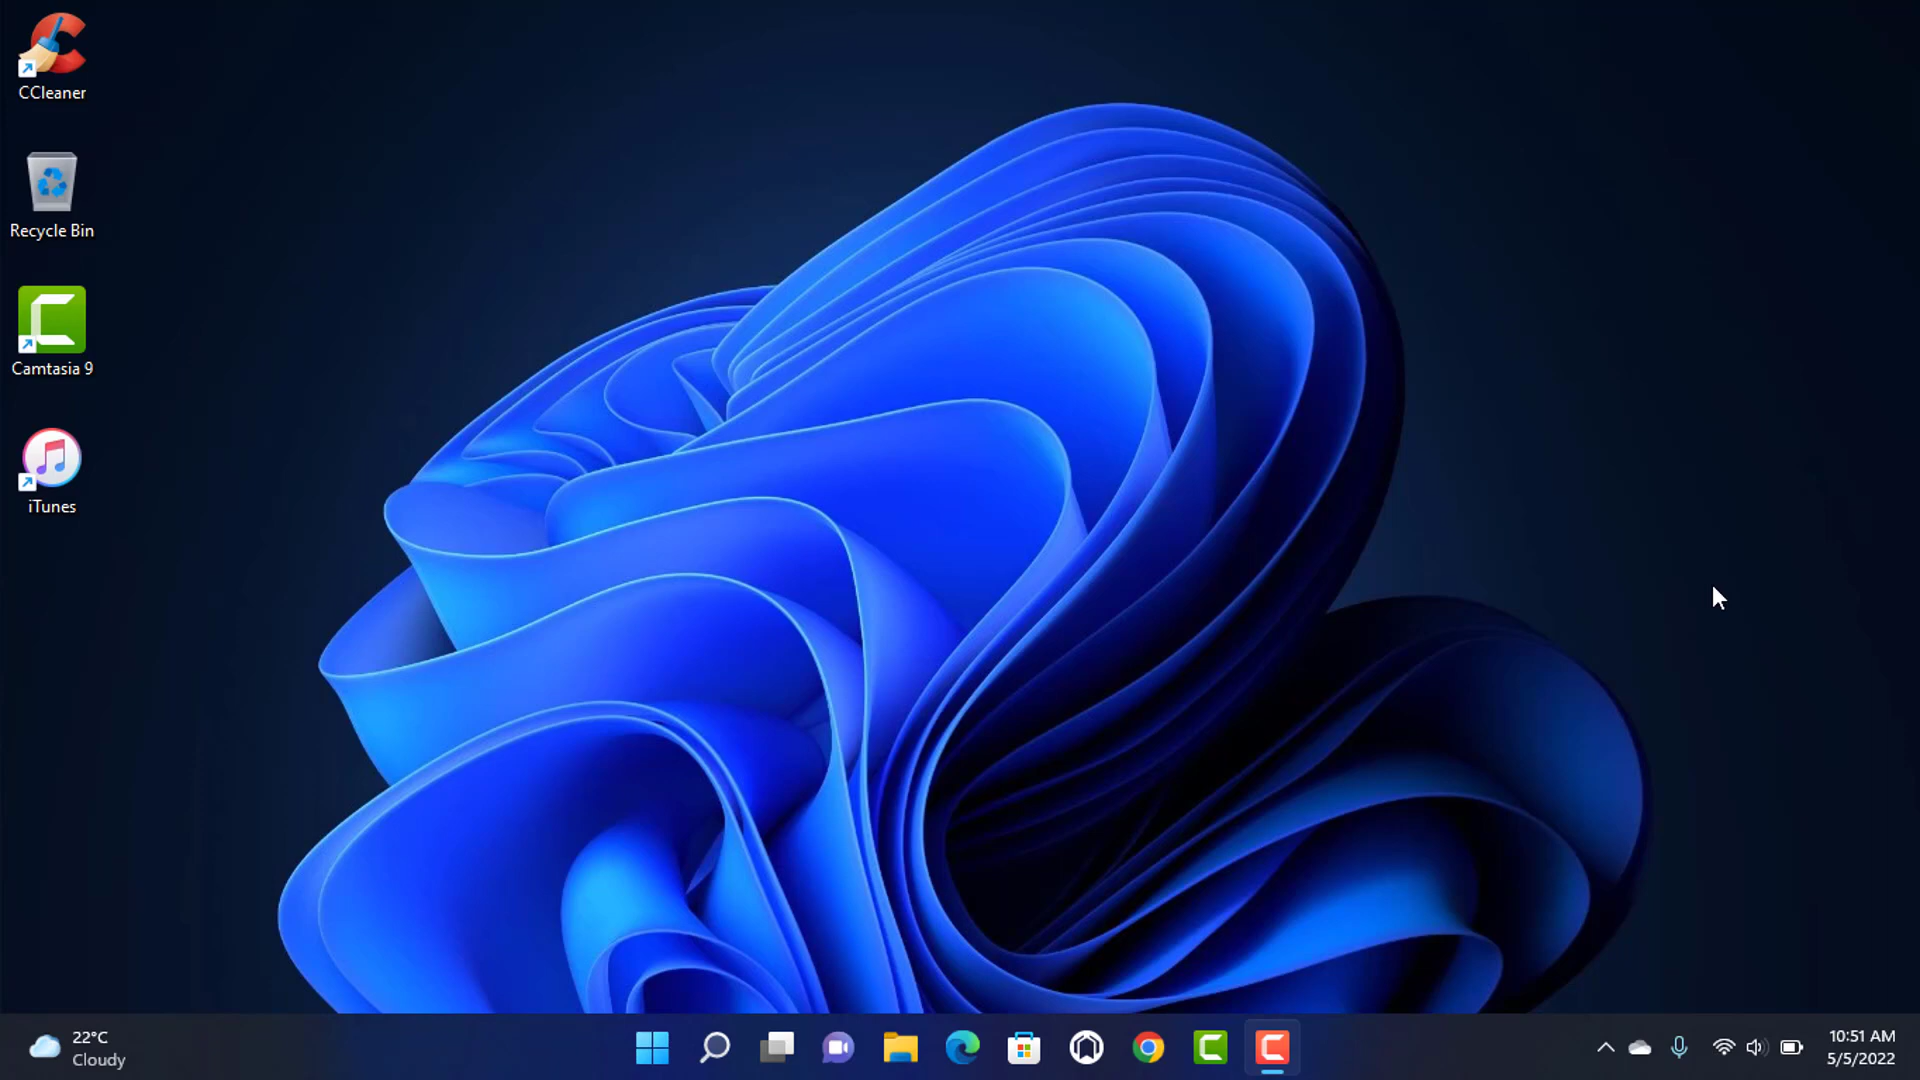 CCleaner
Recycle Bin
Camtasia 9
iTunes
22°C
Cloudy
10:51 AM
5/5/2022